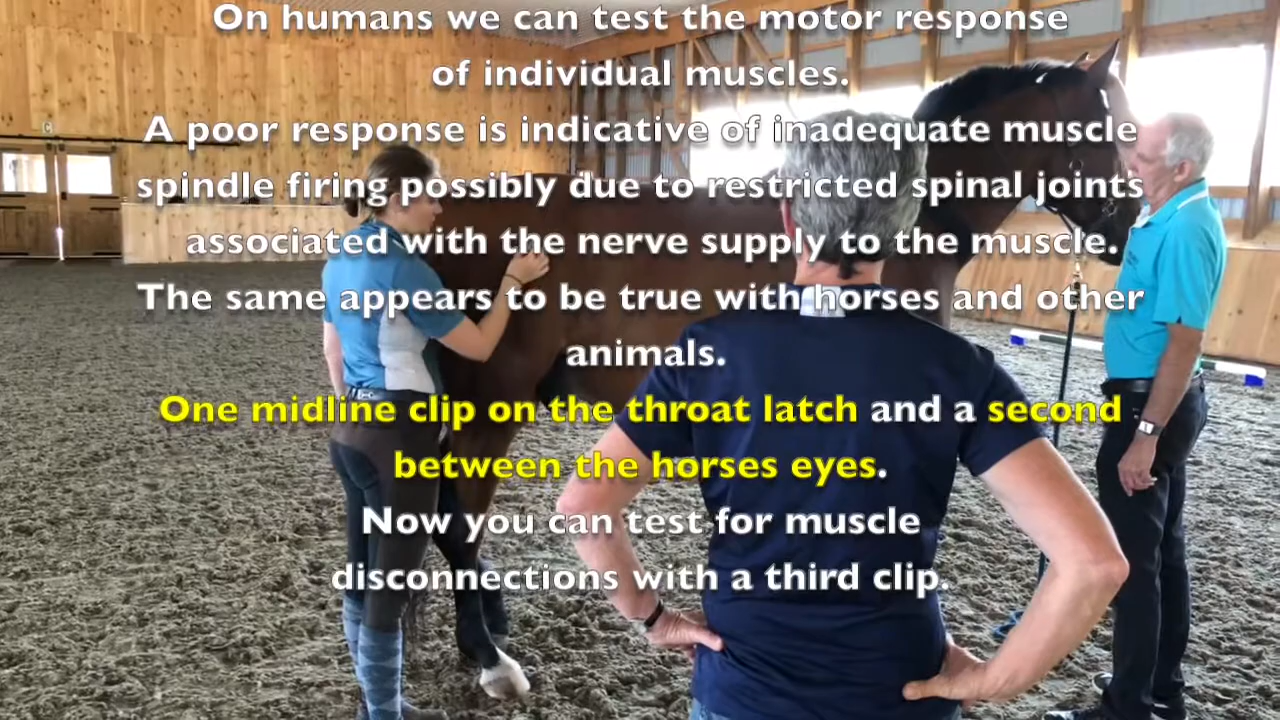 On humans we can test the motor response
of individual muscles.
A poor response is indicative of inadequate muscle
spindle firing possibly due to restricted spinal joints
associated with the nerve supply to the muscle.
The same appears to be true with horses and other
animals.
One midline clip on the throat latch and a second
between the horses eyes.
Now you can test for muscle
disconnections with a third clip.